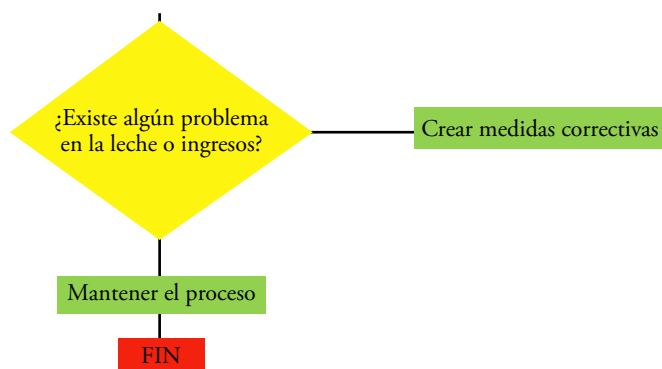 ¿Existe algún problema
en la leche o ingresos?
Crear medidas correctivas
Mantener el proceso
FIN